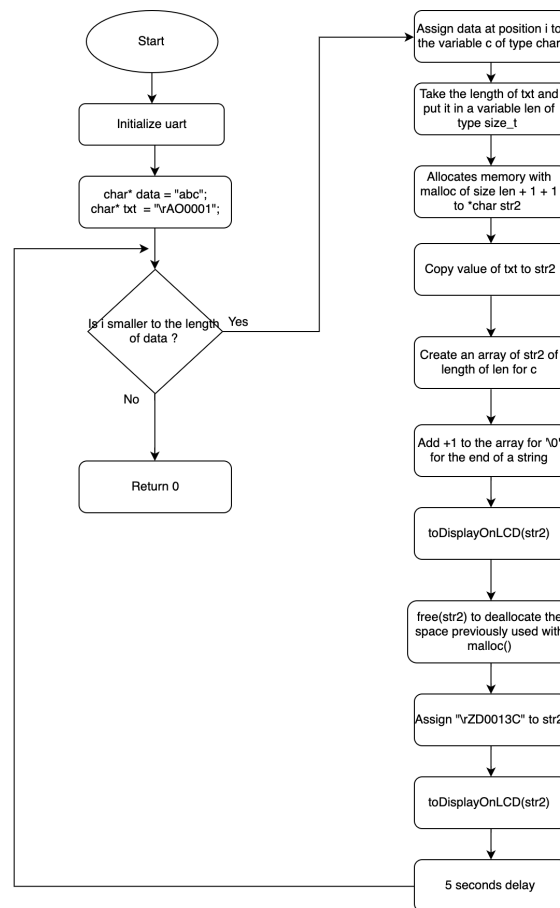 Start
Initialize uart
char* data = "abc";
char* txt = "\rAO0001";
Is i smaller to the length
of data ?
Yes
No
Return 0
Assign data at position i to
the variable c of type char
Take the length of txt and
put it in a variable len of
type size_t
Allocates memory with
malloc of size len + 1 + 1
to *char str2
Copy value of txt to str2
Create an array of str2 of
length of len for c
Add +1 to the array for '\0'
for the end of a string
toDisplayOnLCD(str2)
free(str2) to deallocate the
space previously used with
malloc()
Assign "\rZD0013C" to str2
toDisplayOnLCD(str2)
5 seconds delay